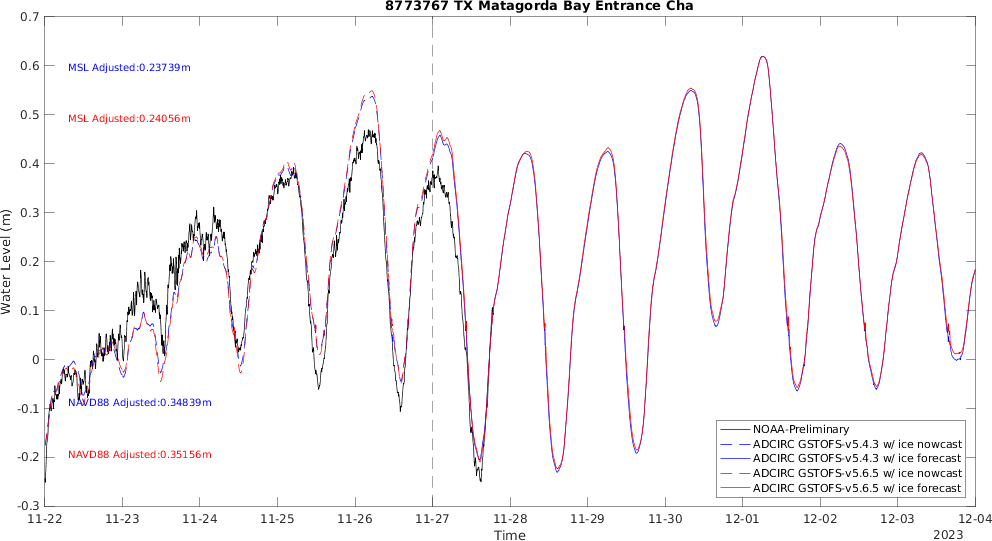 8773767 TX Matagorda Bay Entrance Cha
0.7
0.6
0.5
0.4
0.3
0.2
0.1
0
-0.1
-0.2
-0.3
Water Level (m)
MSL Adjusted:0.23739m
MSL Adjusted:0.24056m
NAVD88 Adjusted:0.34839m
NAVD88 Adjusted:0.35156m
NOAA-Preliminary
ADCIRC GSTOFS-v5.4.3 w/ ice nowcast
ADCIRC GSTOFS-v5.4.3 w/ ice forecast
ADCIRC GSTOFS-v5.6.5 w/ ice nowcast
ADCIRC GSTOFS-v5.6.5 w/ ice forecast
11-22 11-23 11-24 11-25 11-26 11-27 11-28 11-29 11-30 12-01 12-02 12-03 12-04
Time
2023